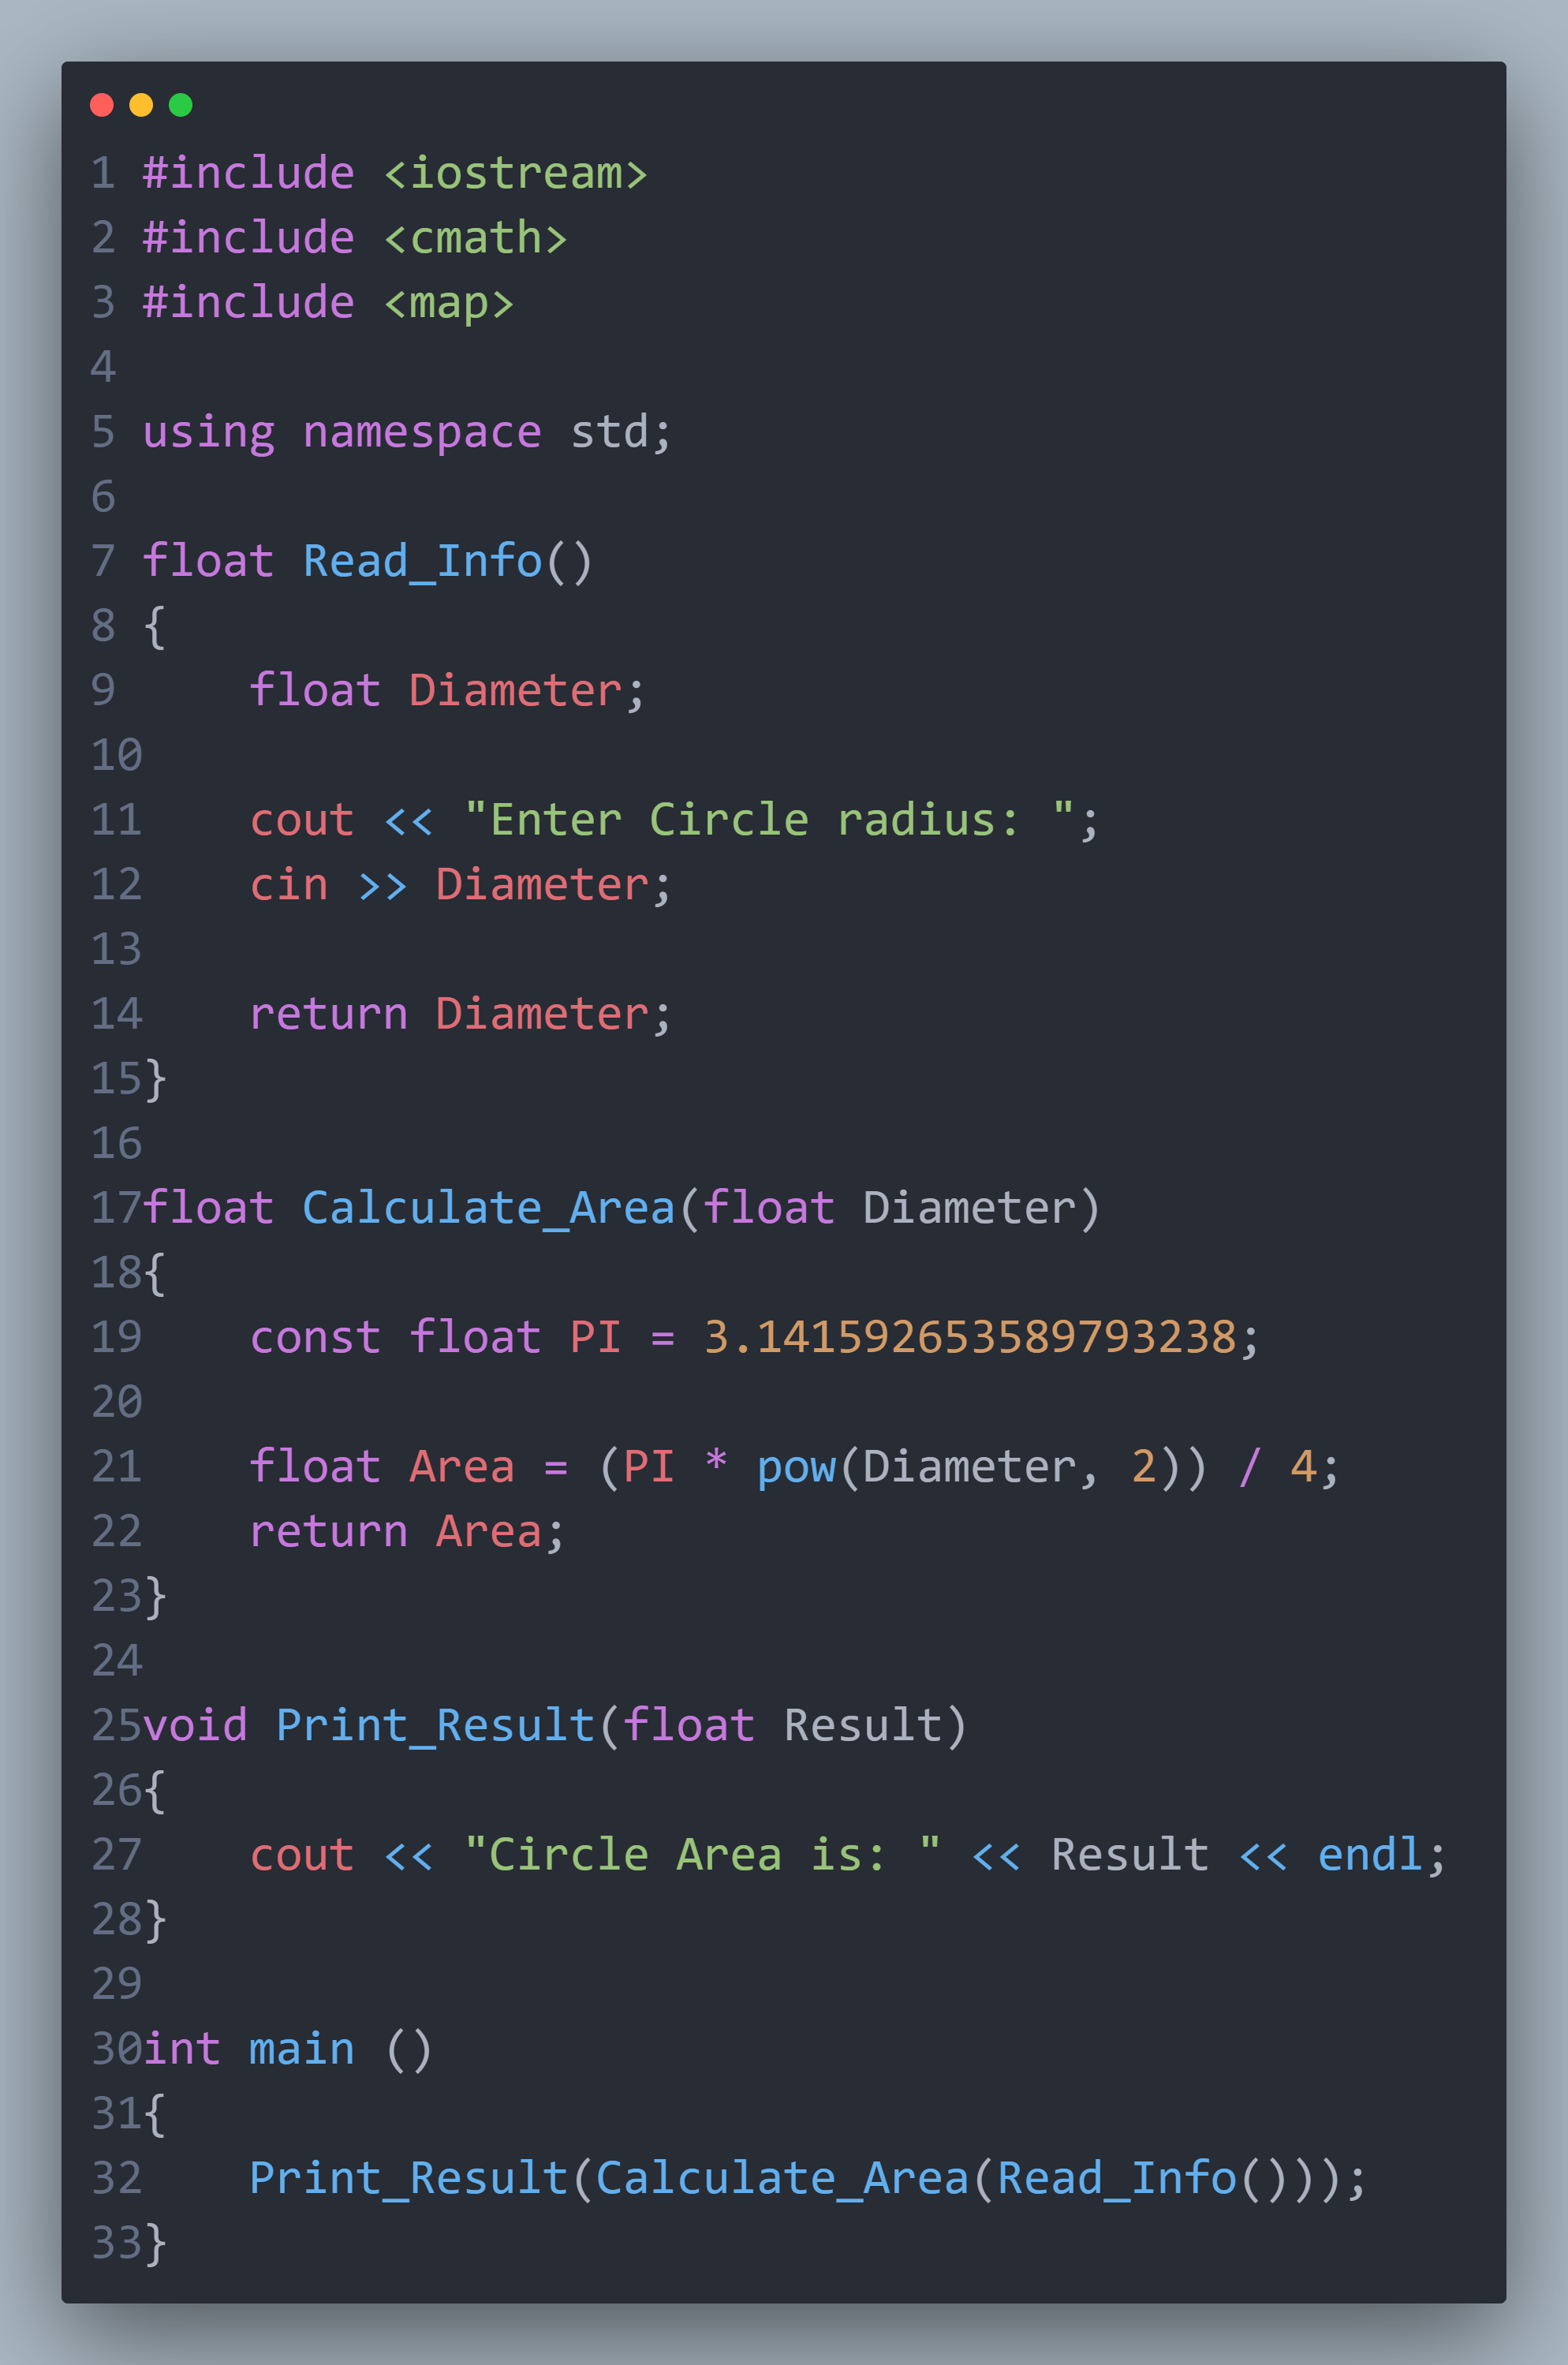 1 #include <iostream>
2 #include <cmath>
3 #include <map>
4
5 using namespace std;
6
7 float Read_Info()
8 {
9     float Diameter;
10
11    cout << "Enter Circle radius: ";
12    cin >> Diameter;
13
14    return Diameter;
15}
16
17float Calculate_Area(float Diameter)
18{
19    const float PI = 3.141592653589793238;
20
21    float Area = (PI * pow(Diameter, 2)) / 4;
22    return Area;
23}
24
25void Print_Result(float Result)
26{
27    cout << "Circle Area is: " << Result << endl;
28}
29
30int main ()
31{
32    Print_Result(Calculate_Area(Read_Info()));
33}